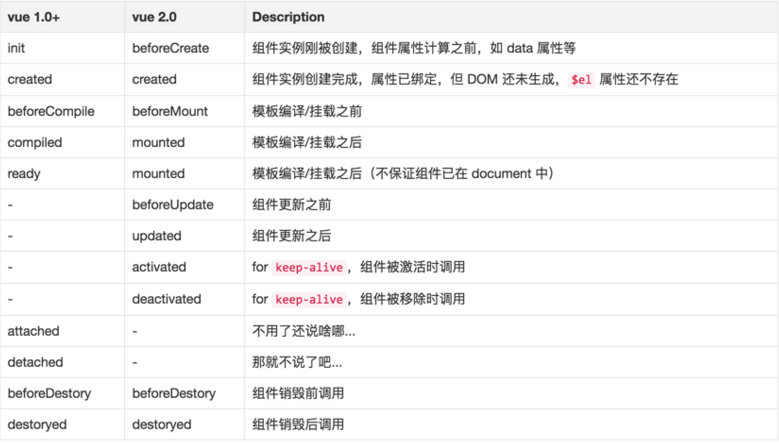 vue 1.0+ vue 2.0 Description
init beforeCreate 组件实例刚被创建，组件属性计算之前，如 data 属性等
created created 组件实例创建完成，属性已绑定，但 DOM 还未生成， $el 属性还不存在
beforeCompile beforeMount 模板编译/挂载之前
compiled mounted 模板编译/挂载之后
ready mounted 模板编译/挂载之后（不保证组件已在 document 中）
- beforeUpdate 组件更新之前
- updated 组件更新之后
- activated for keep-alive ，组件被激活时调用
- deactivated for keep-alive ，组件被移除时调用
attached - 不用了还说啥哪...
detached - 那就不说了吧...
beforeDestory beforeDestory 组件销毁前调用
destoryed destoryed 组件销毁后调用